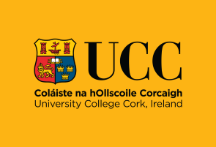 UCC
Coláiste na hOllscoile Corcaigh
University College Cork, Ireland